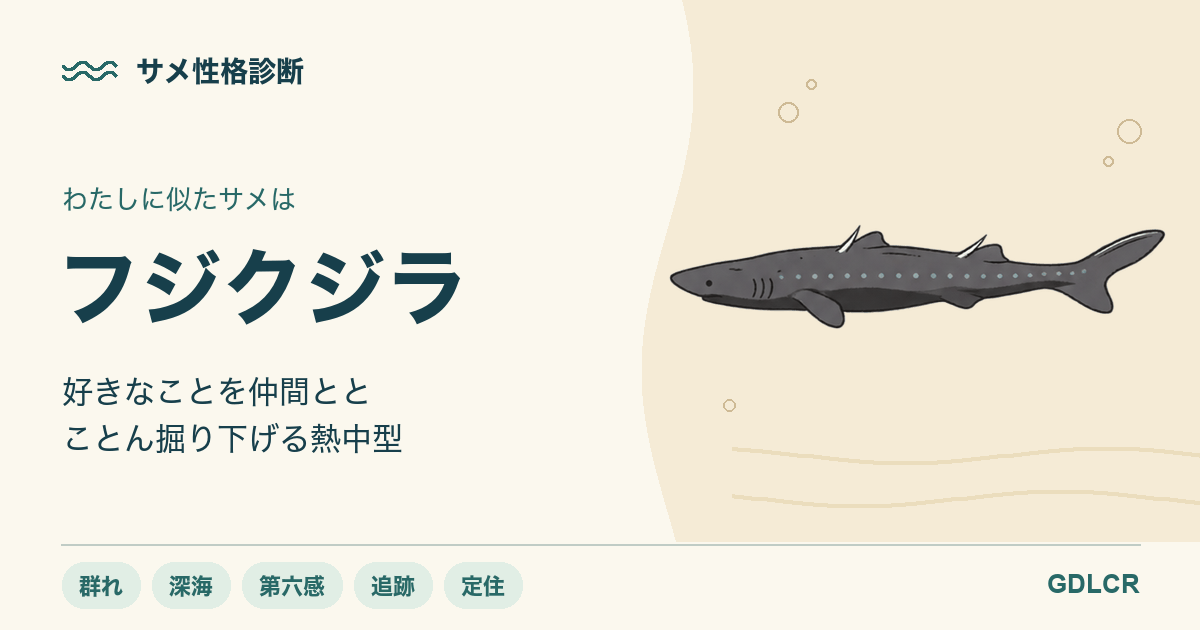 サメ性格診断
わたしに似たサメは
フジクジラ
好きなことを仲間とと
ことん掘り下げる熱中型
群れ 深海 第六感 追跡 定住
GDLCR